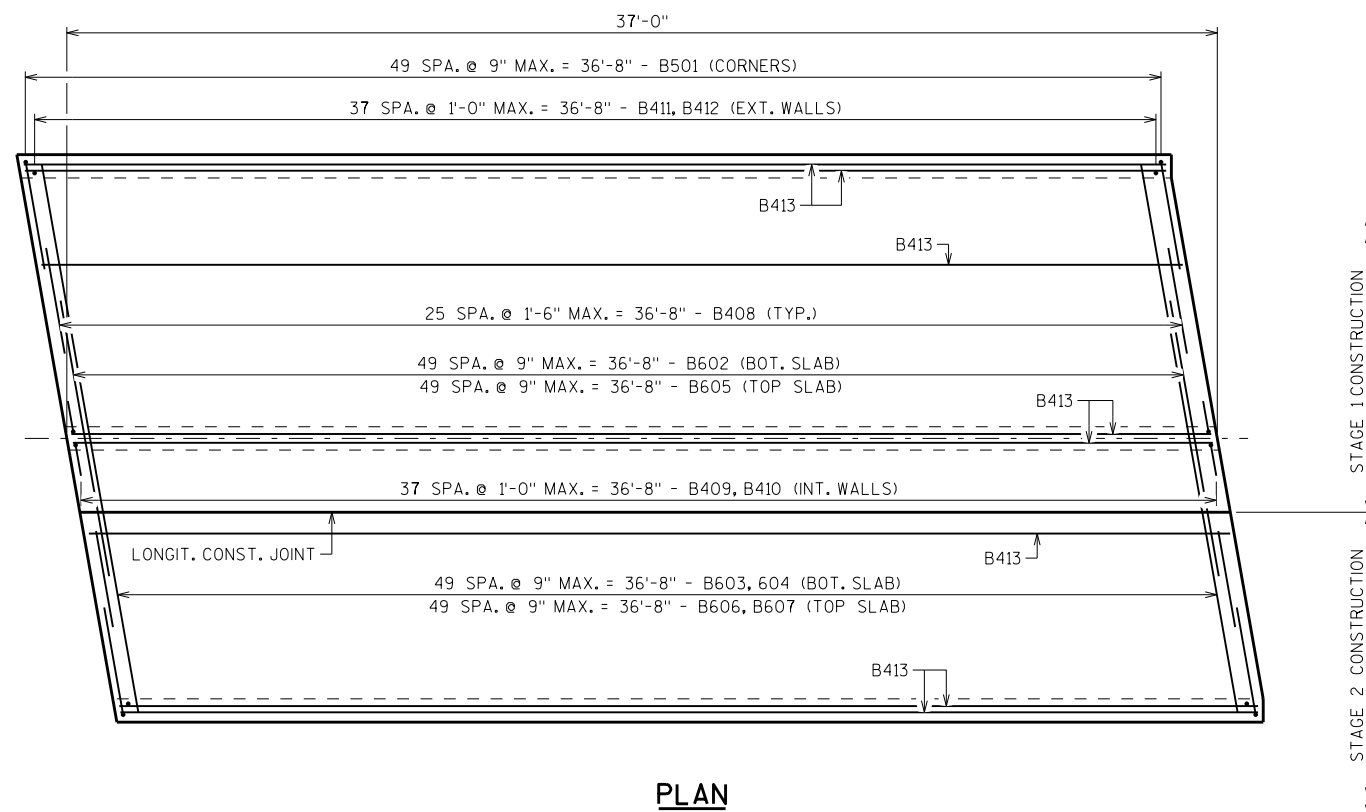 37'-0"
49 SPA. @ 9" MAX. = 36'-8" - B501 (CORNERS)
37 SPA. @ 1'-0" MAX. = 36'-8" - B411, B412 (EXT. WALLS)
B413
B413
25 SPA. @ 1'-6" MAX. = 36'-8" - B408 (TYP.)
49 SPA. @ 9" MAX. = 36'-8" - B602 (BOT. SLAB)
49 SPA. @ 9" MAX. = 36'-8" - B605 (TOP SLAB)
B413
37 SPA. @ 1'-0" MAX. = 36'-8" - B409, B410 (INT. WALLS)
LONGIT. CONST. JOINT
B413
49 SPA. @ 9" MAX. = 36'-8" - B603, 604 (BOT. SLAB)
49 SPA. @ 9" MAX. = 36'-8" - B606, B607 (TOP SLAB)
B413
STAGE 1 CONSTRUCTION
STAGE 2 CONSTRUCTION
PLAN